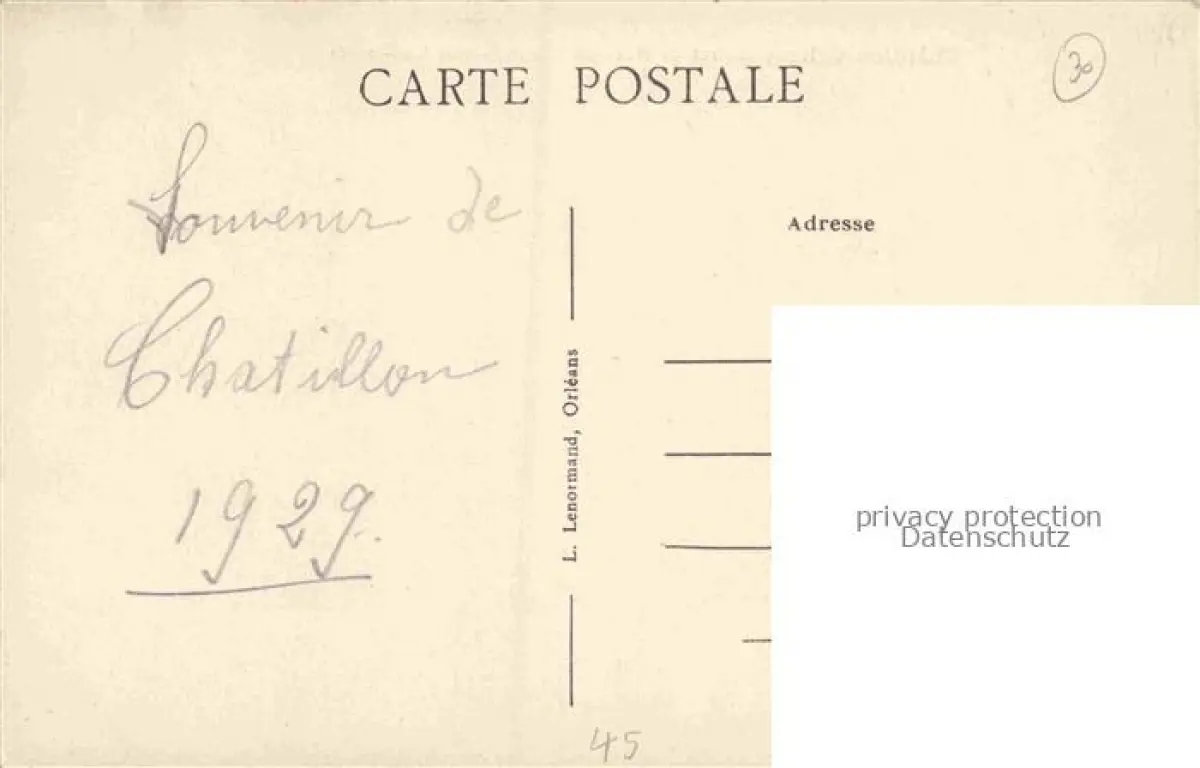 CARTE POSTALE
30
Souvenir de
Chatillon
1929.
L. Lenormand, Orléans
Adresse
privacy protection
Datenschutz
45